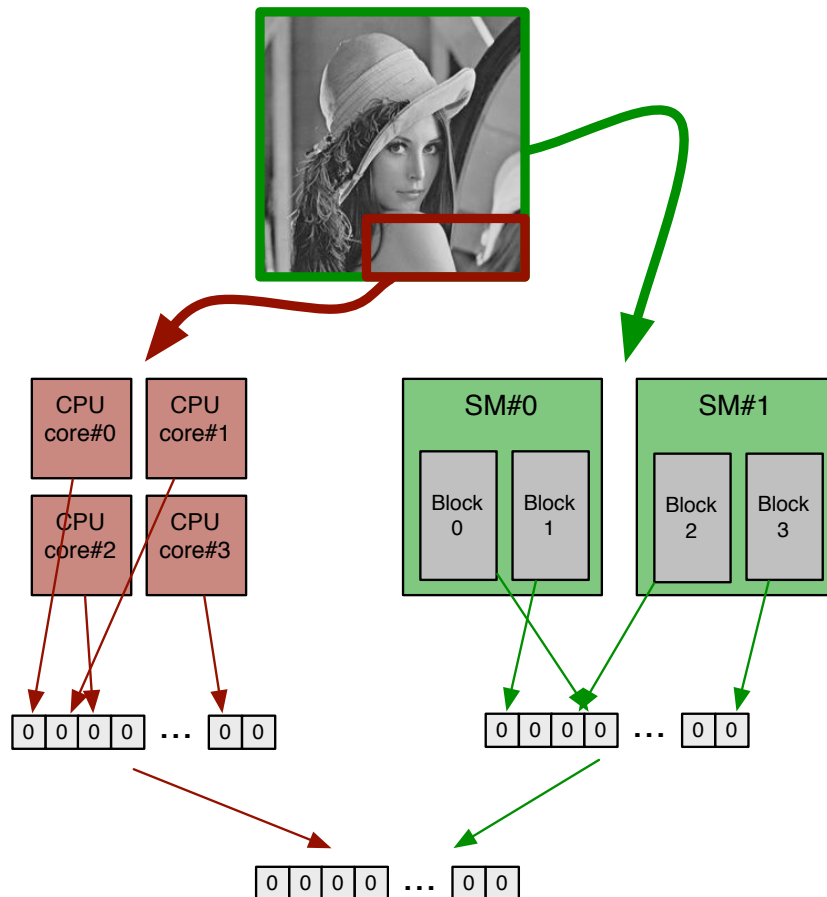 CPU
core#0
CPU
core#1
CPU
core#2
CPU
core#3
SM#0
Block
0
Block
1
SM#1
Block
2
Block
3
0 0 0 0 ... 0 0
0 0 0 0 ... 0 0
0 0 0 0 ... 0 0